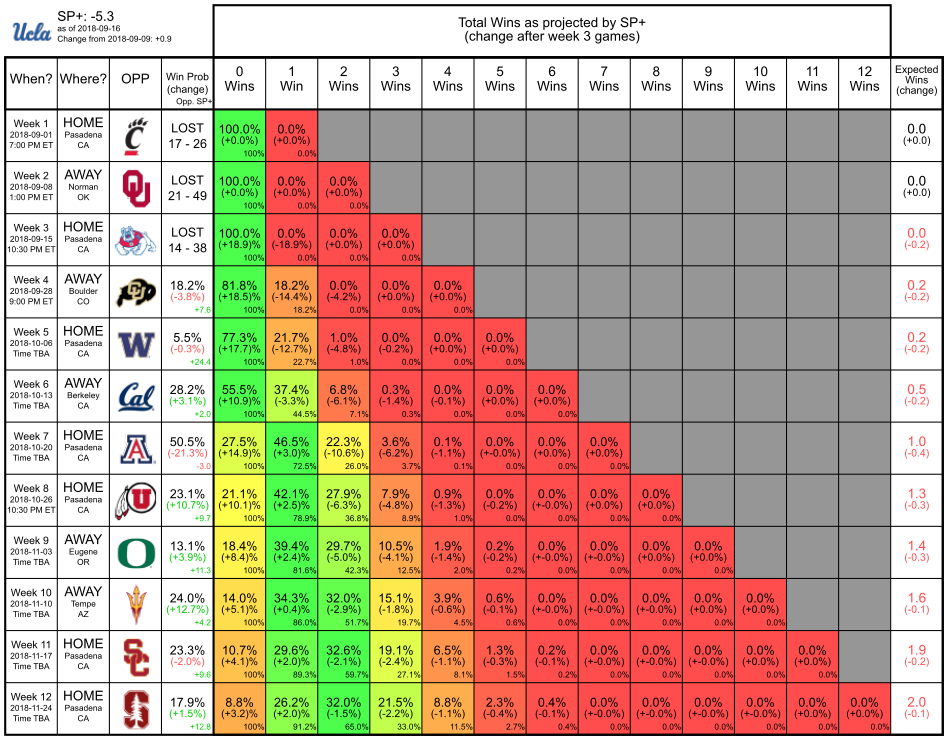 Ucla
SP+: -5.3
as of 2018-09-16
Change from 2018-09-09: +0.9
Total Wins as projected by SP+
(change after week 3 games)
When? Where? OPP Win Prob (change) Opp. SP+ 0 Wins 1 Win 2 Wins 3 Wins 4 Wins 5 Wins 6 Wins 7 Wins 8 Wins 9 Wins 10 Wins 11 Wins 12 Wins Expected Wins (change)
Week 1 HOME LOST 100.0% 0.0% 0.0
2018-09-01 Pasadena C 17 - 26 (+0.0%) (+0.0%) (+0.0)
7:00 PM ET CA 100% 0.0%
Week 2 AWAY LOST 100.0% 0.0% 0.0% 0.0
2018-09-08 Norman OU 21 - 49 (+0.0%) (+0.0%) (+0.0%) (+0.0)
1:00 PM ET OK 100% 0.0% 0.0%
Week 3 HOME LOST 100.0% 0.0% 0.0% 0.0% 0.0
2018-09-15 Pasadena 14 - 38 (+18.9)% (-18.9%) (+0.0%) (+0.0%) (-0.2)
10:30 PM ET CA 100% 0.0% 0.0% 0.0%
Week 4 AWAY 18.2% 81.8% 18.2% 0.0% 0.0% 0.0% 0.2
2018-09-28 Boulder CU (-3.8%) (+18.5)% (-14.4%) (-4.2%) (+0.0%) (+0.0%) (-0.2)
9:00 PM ET CO +7.6 100% 18.2% 0.0% 0.0% 0.0%
Week 5 HOME 5.5% 77.3% 21.7% 1.0% 0.0% 0.0% 0.0% 0.2
2018-10-06 Pasadena W (-0.3%) (+17.7)% (-12.7%) (-4.8%) (-0.2%) (+0.0%) (+0.0%) (-0.2)
Time TBA CA +24.4 100% 22.7% 1.0% 0.0% 0.0% 0.0%
Week 6 AWAY 28.2% 55.5% 37.4% 6.8% 0.3% 0.0% 0.0% 0.0% 0.5
2018-10-13 Berkeley Cal (+3.1%) (+10.9)% (-3.3%) (-6.1%) (-1.4%) (-0.1%) (+0.0%) (+0.0%) (-0.2)
Time TBA CA +2.0 100% 44.5% 7.1% 0.3% 0.0% 0.0% 0.0%
Week 7 HOME 50.5% 27.5% 46.5% 22.3% 3.6% 0.1% 0.0% 0.0% 0.0% 1.0
2018-10-20 Pasadena A (-21.3%) (+14.9)% (+3.0%) (-10.6%) (-6.2%) (-1.1%) (+-0.0%) (+0.0%) (+0.0%) (-0.4)
Time TBA CA -3.0 100% 72.5% 26.0% 3.7% 0.1% 0.0% 0.0% 0.0%
Week 8 HOME 23.1% 21.1% 42.1% 27.9% 7.9% 0.9% 0.0% 0.0% 0.0% 0.0% 1.3
2018-10-26 Pasadena U (+10.7%) (+10.1)% (+2.5%) (-6.3%) (-4.8%) (-1.3%) (-0.2%) (+-0.0%) (+0.0%) (+0.0%) (-0.3)
10:30 PM ET CA +9.7 100% 78.9% 36.8% 8.9% 1.0% 0.0% 0.0% 0.0% 0.0%
Week 9 AWAY 13.1% 18.4% 39.4% 29.7% 10.5% 1.9% 0.2% 0.0% 0.0% 0.0% 0.0% 1.4
2018-11-03 Eugene O (+3.9%) (+8.4%) (+2.4%) (-5.0%) (-4.1%) (-1.4%) (-0.2%) (+-0.0%) (+-0.0%) (+0.0%) (+0.0%) (-0.3)
Time TBA OR +11.3 100% 81.6% 42.3% 12.5% 2.0% 0.2% 0.0% 0.0% 0.0% 0.0%
Week 10 AWAY 24.0% 14.0% 34.3% 32.0% 15.1% 3.9% 0.6% 0.0% 0.0% 0.0% 0.0% 0.0% 1.6
2018-11-10 Tempe (+12.7%) (+5.1%) (+0.4%) (-2.9%) (-1.8%) (-0.6%) (-0.1%) (+-0.0%) (+-0.0%) (+-0.0%) (+0.0%) (+0.0%) (-0.1)
Time TBA AZ +4.2 100% 86.0% 51.7% 19.7% 4.5% 0.6% 0.0% 0.0% 0.0% 0.0% 0.0%
Week 11 HOME 23.3% 10.7% 29.6% 32.6% 19.1% 6.5% 1.3% 0.2% 0.0% 0.0% 0.0% 0.0% 0.0% 1.9
2018-11-17 Pasadena SC (-2.0%) (+4.1%) (+2.0%) (-2.1%) (-2.4%) (-1.1%) (-0.3%) (-0.1%) (+-0.0%) (+-0.0%) (+-0.0%) (+0.0%) (+0.0%) (-0.2)
Time TBA CA +9.6 100% 89.3% 59.7% 27.1% 8.1% 1.5% 0.2% 0.0% 0.0% 0.0% 0.0% 0.0%
Week 12 HOME 17.9% 8.8% 26.2% 32.0% 21.5% 8.8% 2.3% 0.4% 0.0% 0.0% 0.0% 0.0% 0.0% 0.0% 2.0
2018-11-24 Pasadena S (+1.5%) (+3.2%) (+2.0%) (-1.5%) (-2.2%) (-1.1%) (-0.4%) (-0.1%) (+-0.0%) (+-0.0%) (+-0.0%) (+-0.0%) (+0.0%) (+0.0%) (-0.1)
Time TBA CA +12.8 100% 91.2% 65.0% 33.0% 11.5% 2.7% 0.4% 0.0% 0.0% 0.0% 0.0% 0.0% 0.0%